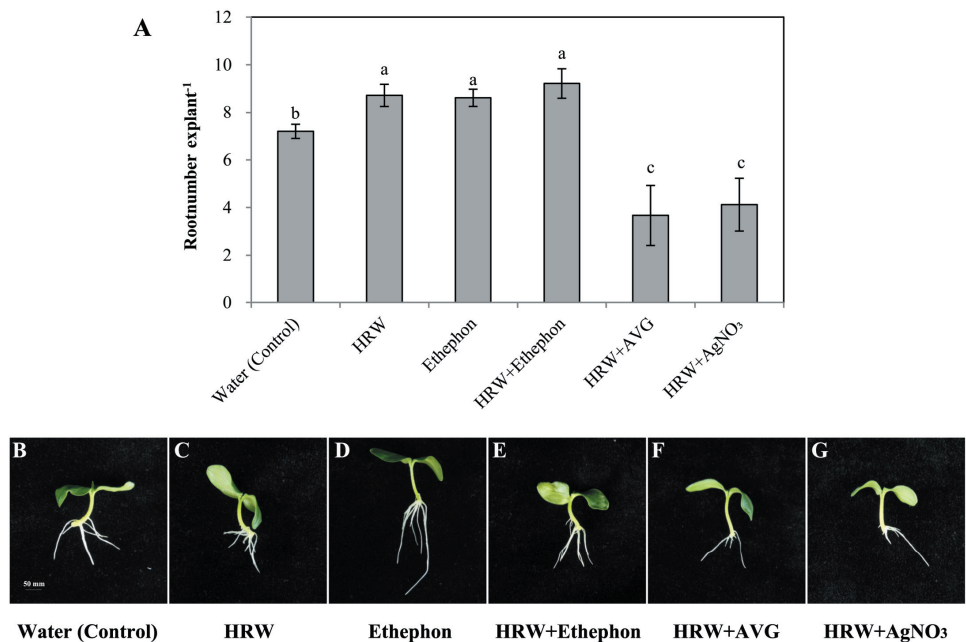 A
Rootnumber explant⁻¹
12
10
8
6
4
2
0
b
a
a
a
c
c
Water (Control)
HRW
Ethephon
HRW+Ethephon
HRW+AVG
HRW+AgNO₃
B
C
D
E
F
G
50 mm
Water (Control)
HRW
Ethephon
HRW+Ethephon
HRW+AVG
HRW+AgNO₃